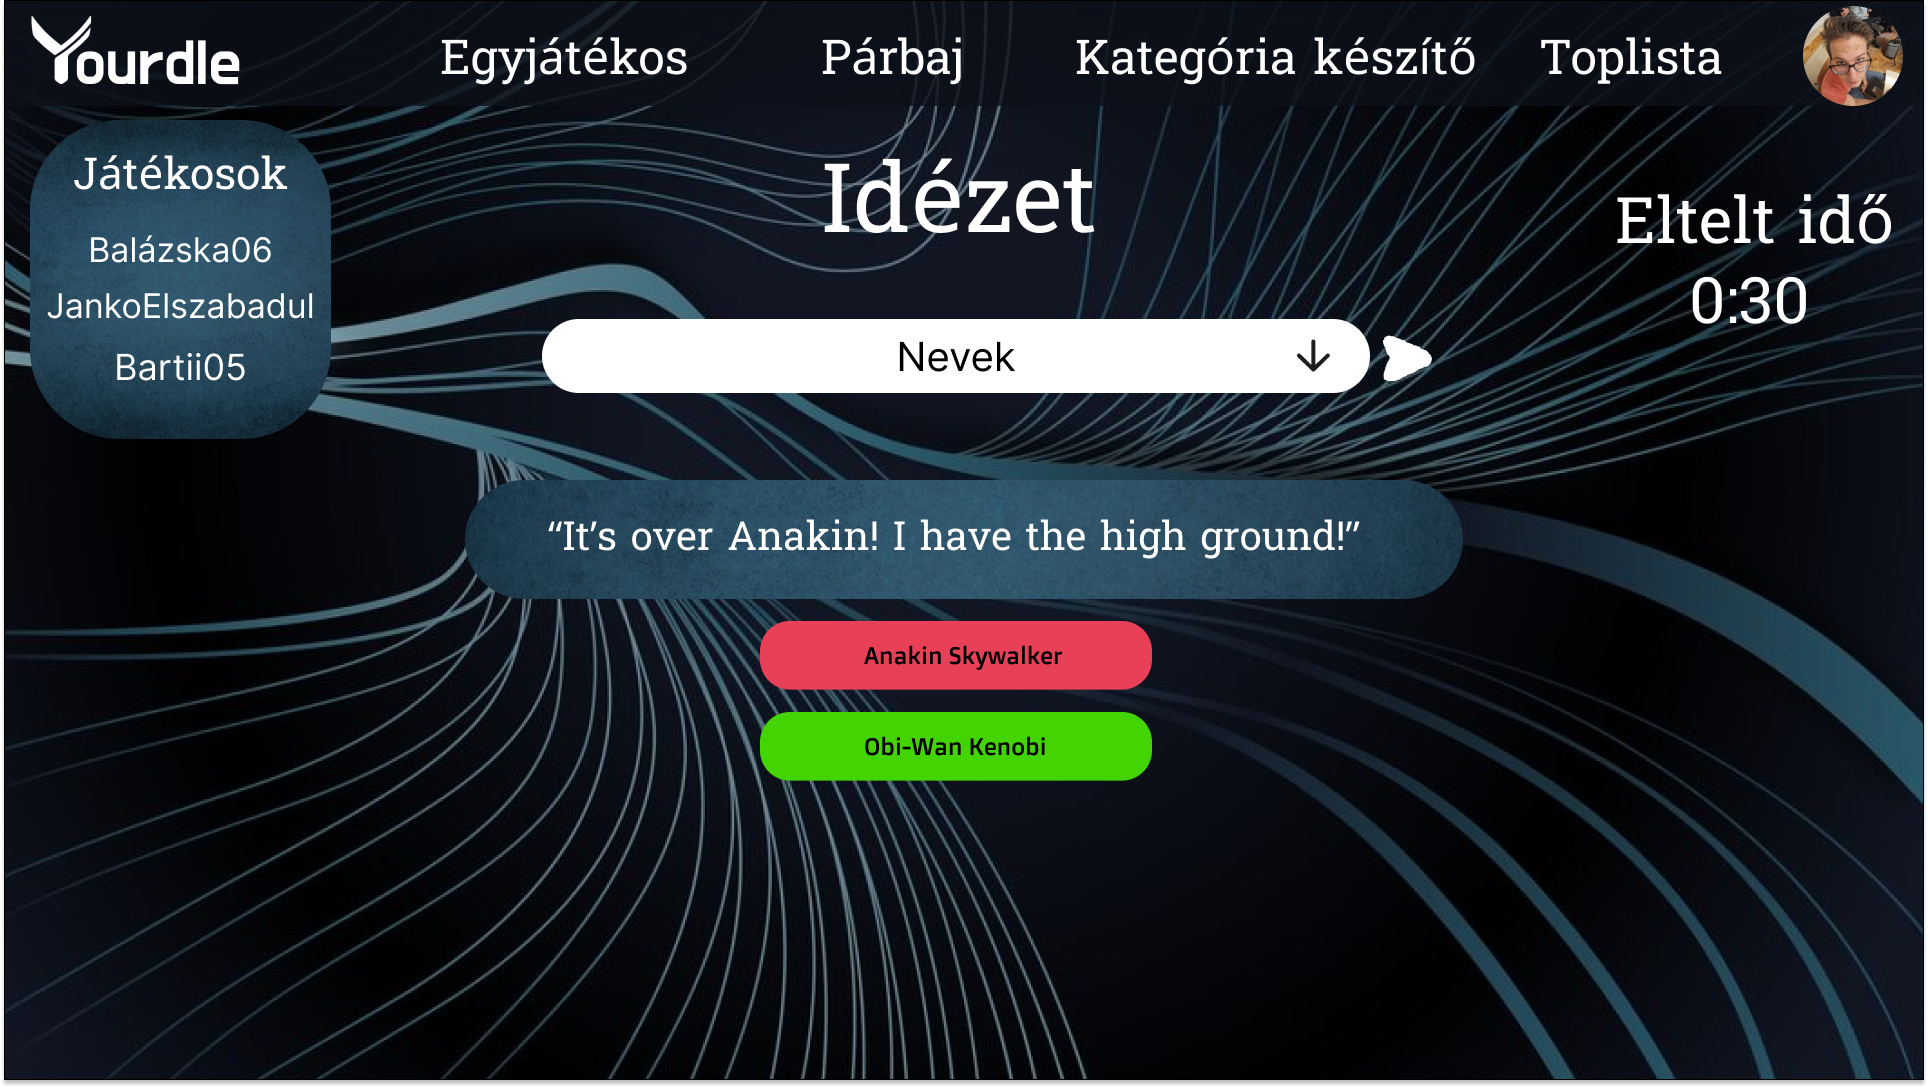 Yourdle
Egyjátékos
Párbaj
Kategória készítő
Toplista
Játékosok
Balázska06
JankoElszabadul
Bartii05
Idézet
Eltelt idő
0:30
Nevek
“It’s over Anakin! I have the high ground!”
Anakin Skywalker
Obi-Wan Kenobi